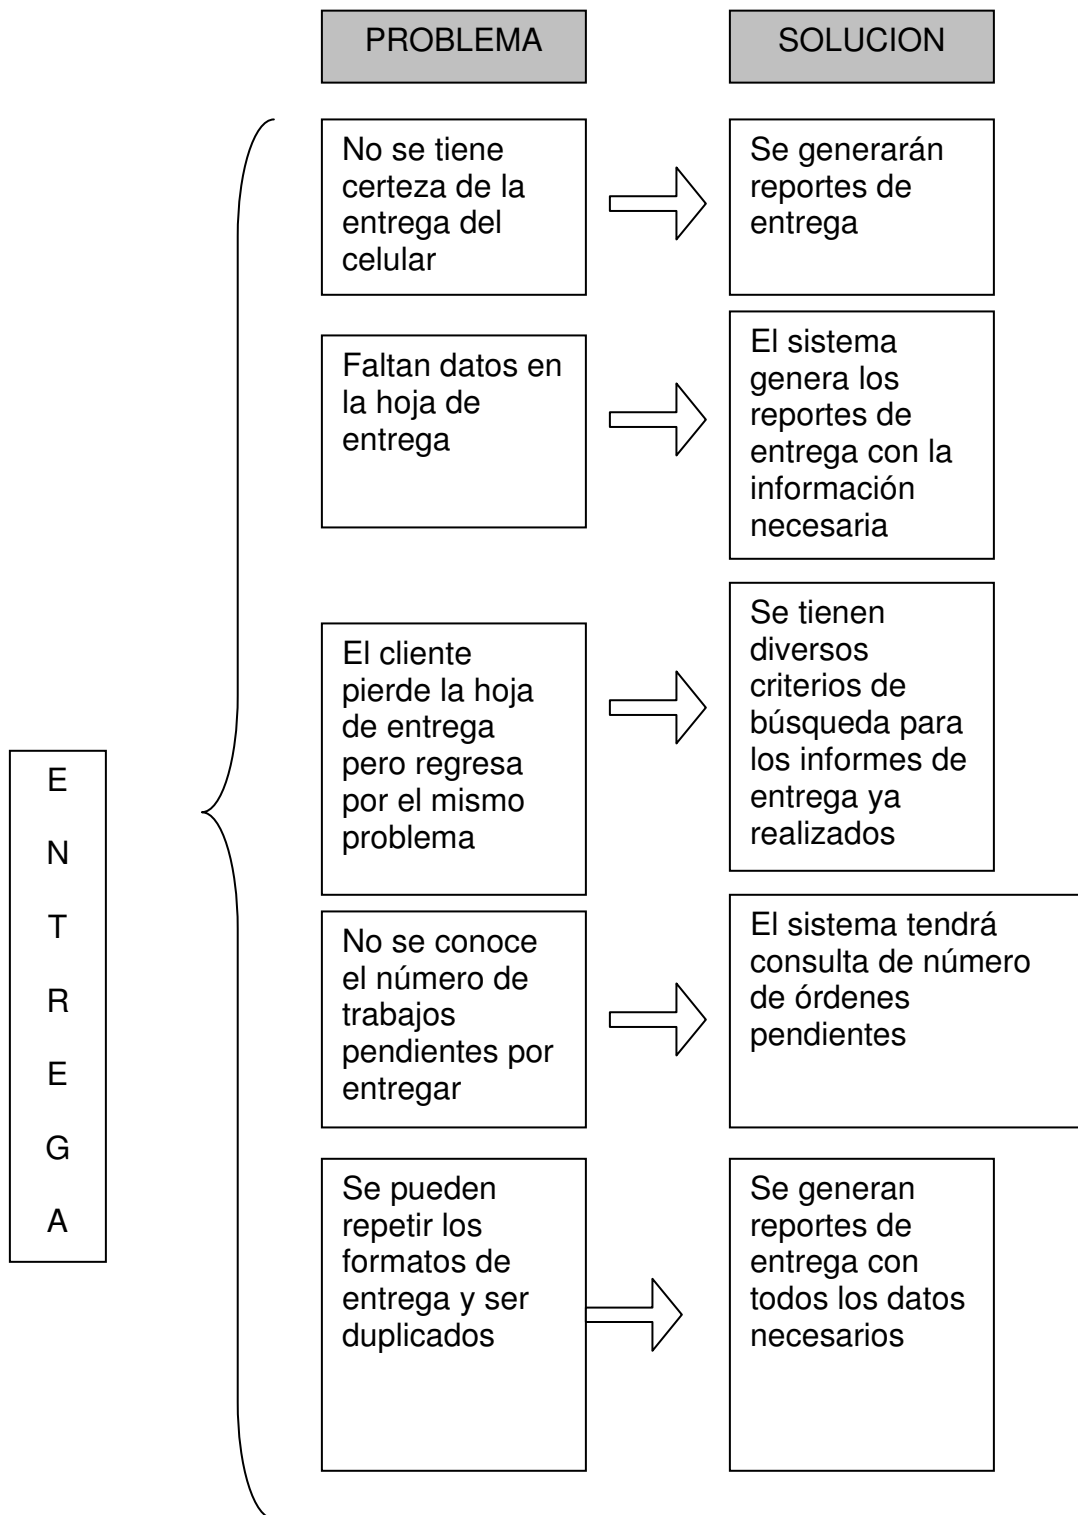 PROBLEMA
SOLUCION
No se tiene
certeza de la
entrega del
celular
Se generarán
reportes de
entrega
Faltan datos en
la hoja de
entrega
El sistema
genera los
reportes de
entrega con la
información
necesaria
El cliente
pierde la hoja
de entrega
pero regresa
por el mismo
problema
Se tienen
diversos
criterios de
búsqueda para
los informes de
entrega ya
realizados
E
N
T
R
E
G
A
No se conoce
el número de
trabajos
pendientes por
entregar
El sistema tendrá
consulta de número
de órdenes
pendientes
Se pueden
repetir los
formatos de
entrega y ser
duplicados
Se generan
reportes de
entrega con
todos los datos
necesarios